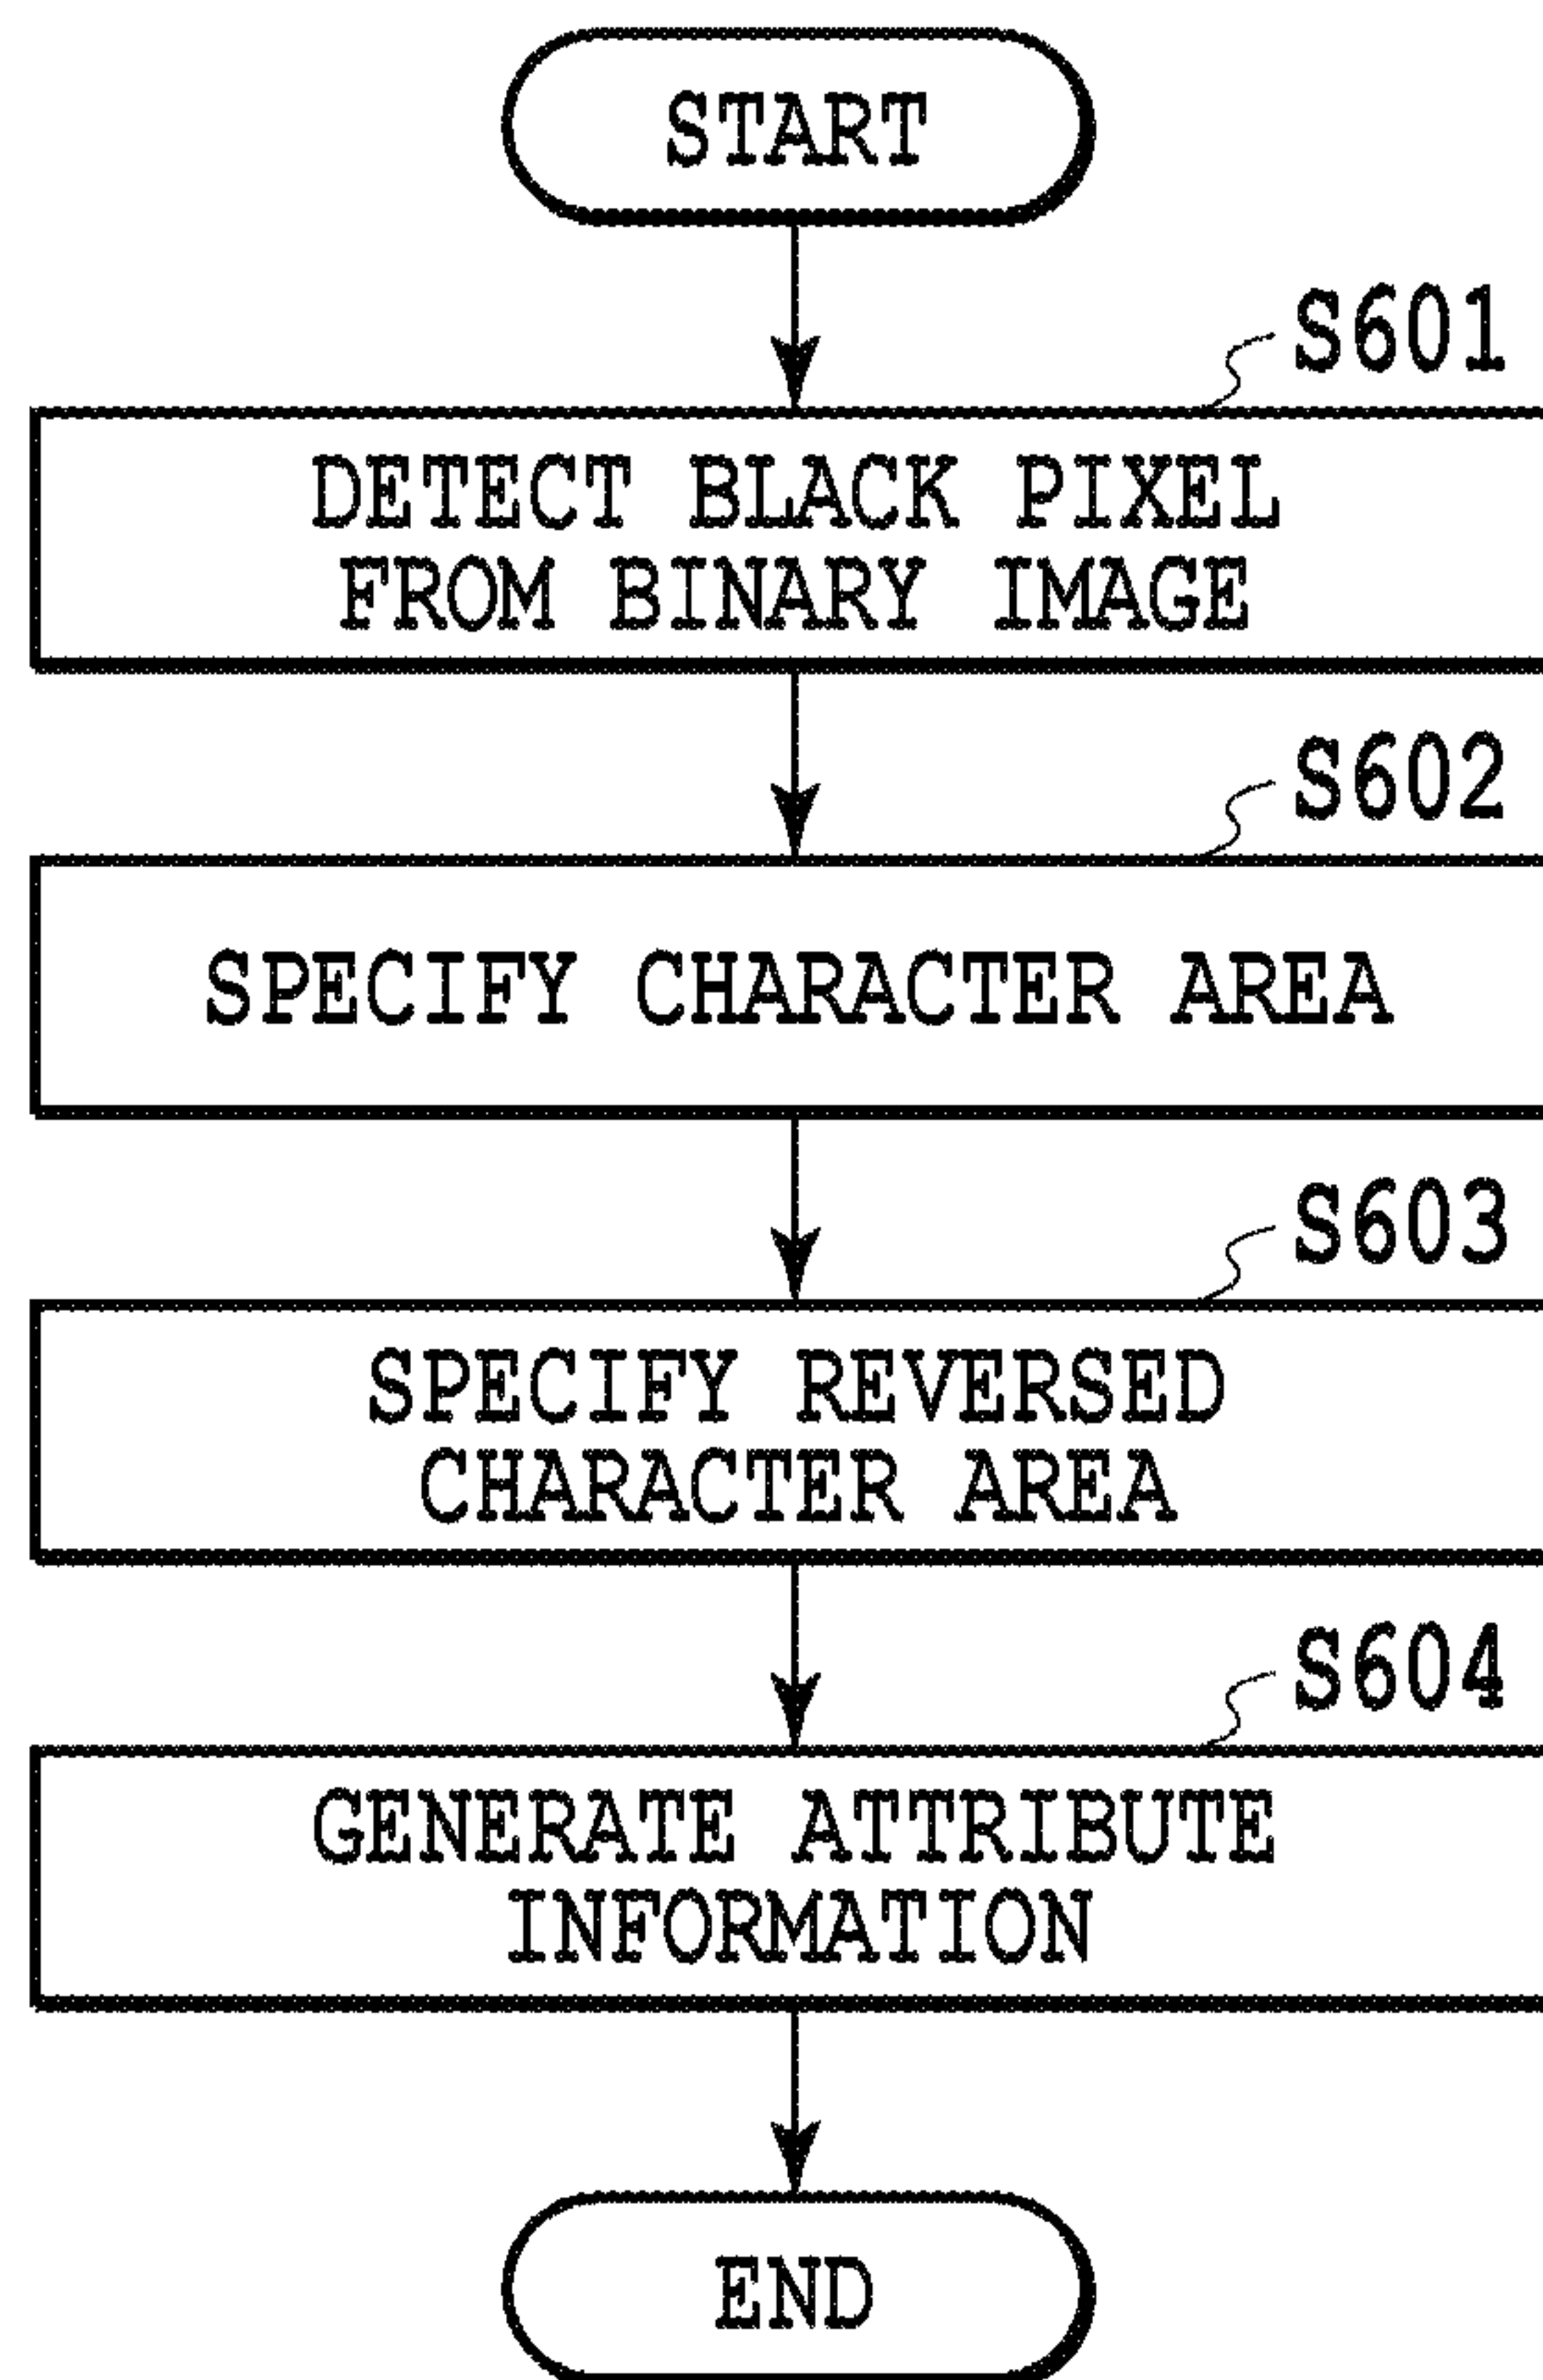 START
S601
DETECT BLACK PIXEL
FROM BINARY IMAGE
S602
SPECIFY CHARACTER AREA
S603
SPECIFY REVERSED
CHARACTER AREA
S604
GENERATE ATTRIBUTE
INFORMATION
END